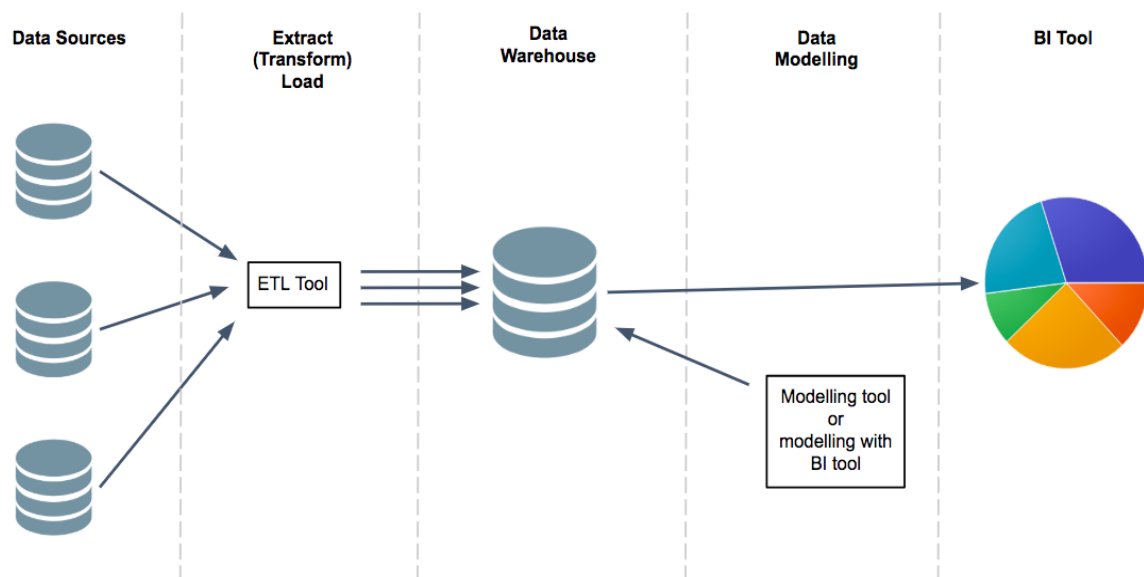 Data Sources
Extract
(Transform)
Load
Data
Warehouse
Data
Modelling
BI Tool
ETL Tool
Modelling tool
or
modelling with
BI tool